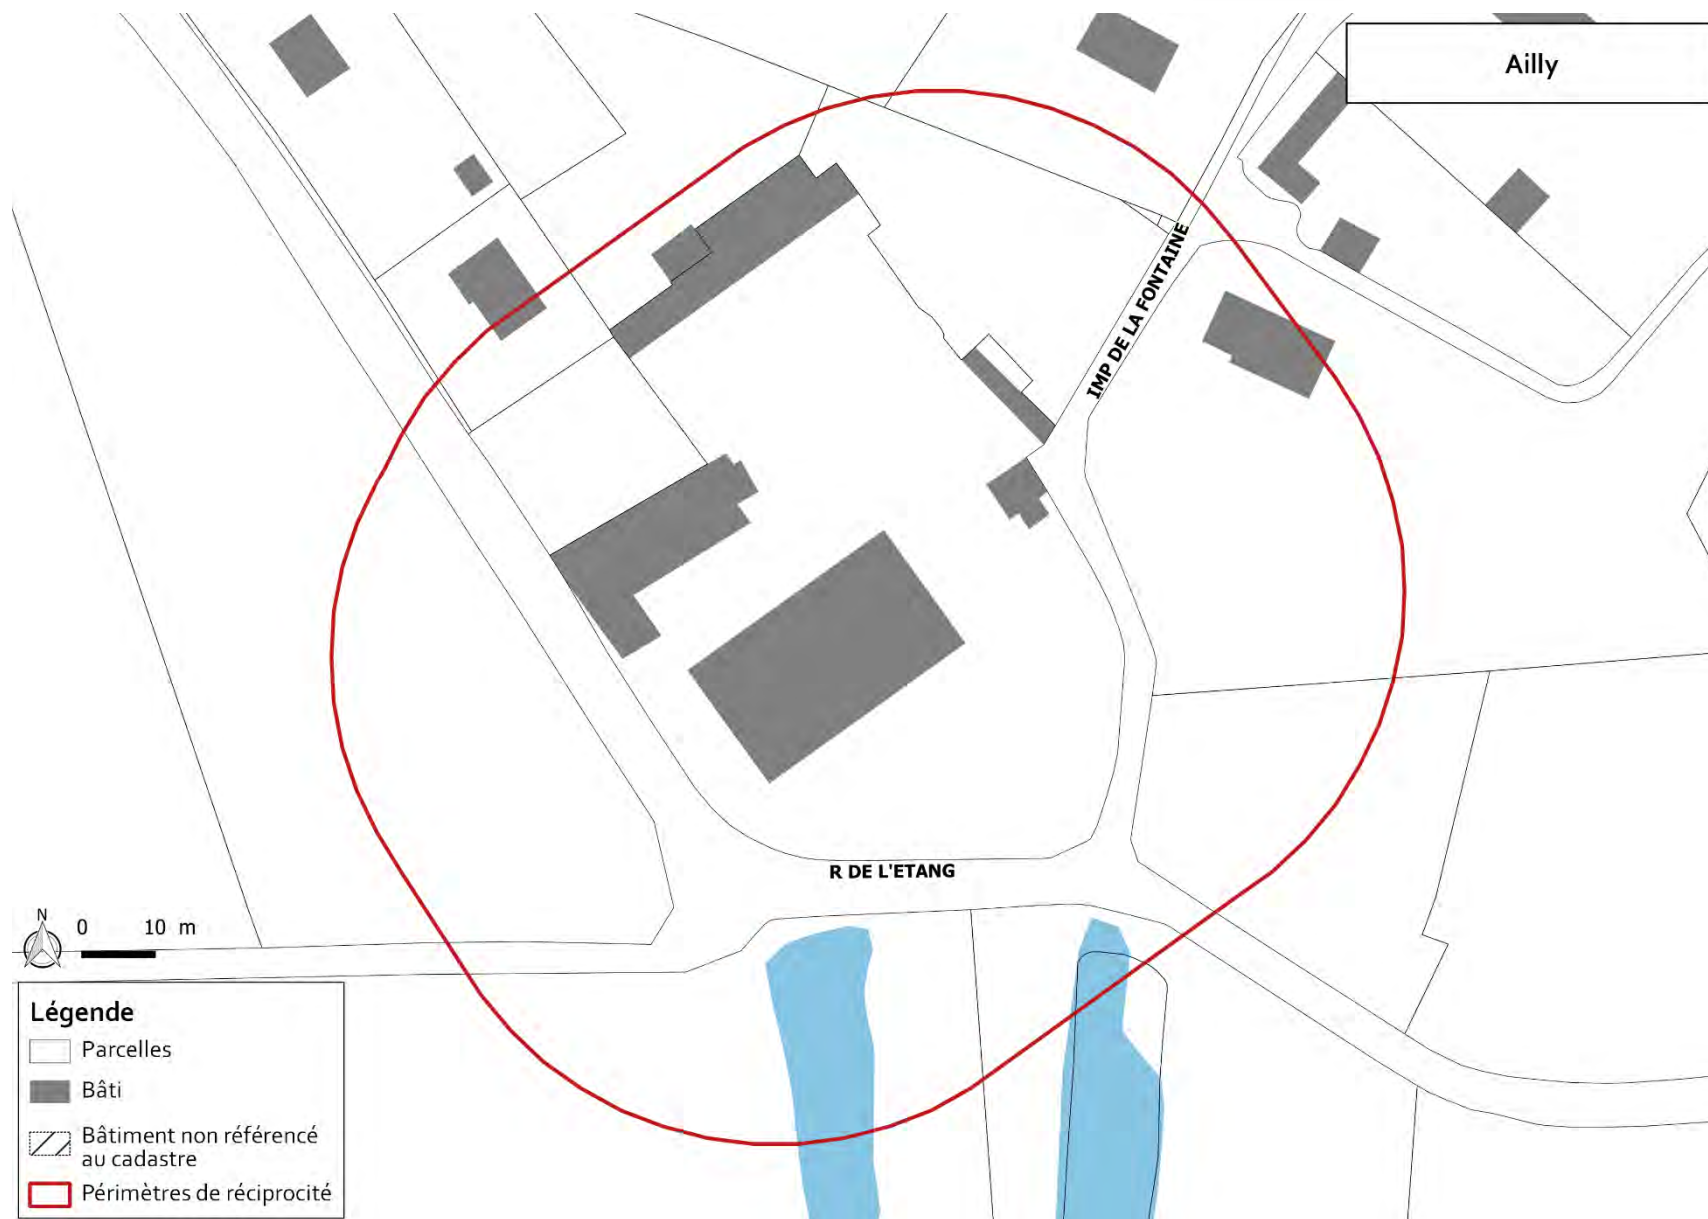 Ailly
IMP DE LA FONTAINE
R DE L'ETANG
N
0 10 m
Légende
Parcelles
Bâti
Bâtiment non référencé
au cadastre
Périmètres de réciprocité